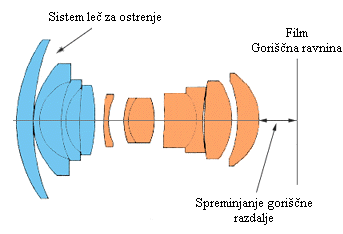 Sistem leč za ostrenje
Film
Goriščna ravnina
Spreminjanje goriščne
razdalje